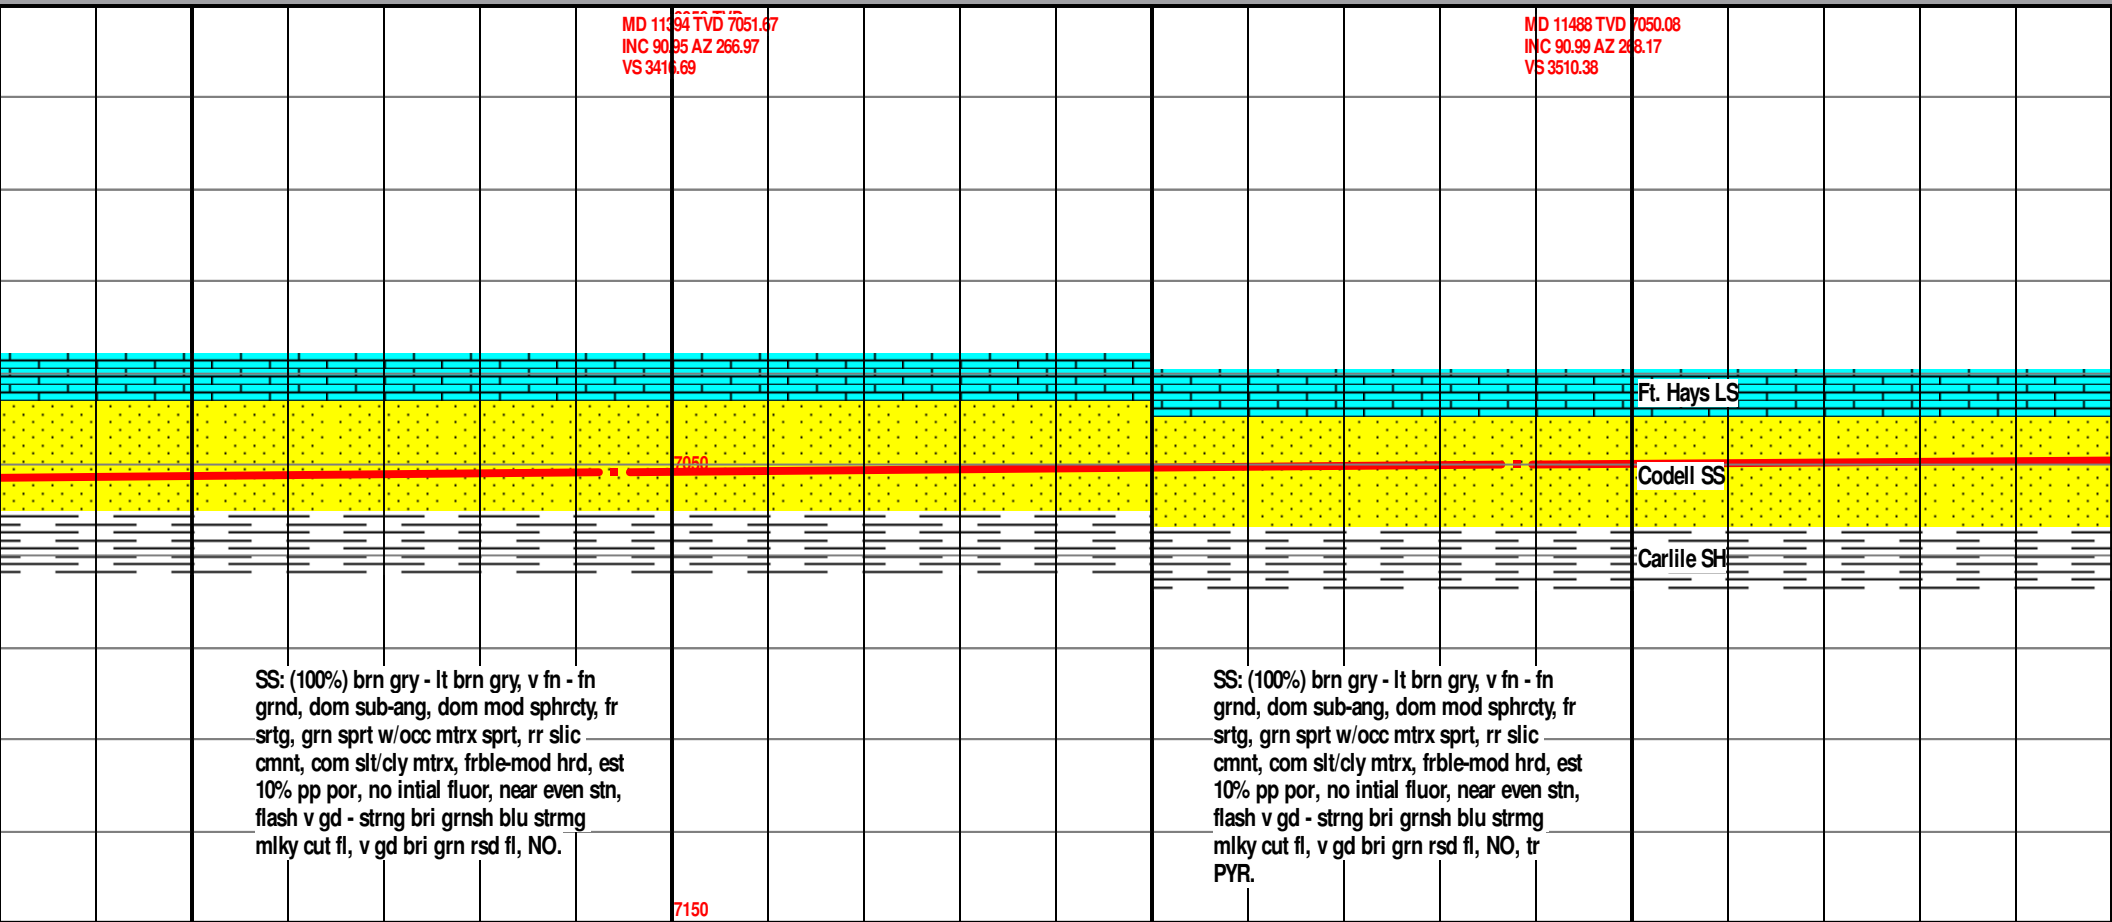 MD 11394 TVD 7051.67
INC 90.95 AZ 266.97
VS 3416.69
MD 11488 TVD 7050.08
INC 90.99 AZ 268.17
VS 3510.38
Ft. Hays LS
7050
Codell SS
Carlile SH
SS: (100%) brn gry - lt brn gry, v fn - fn
grnd, dom sub-ang, dom mod sphrcty, fr
srtg, grn sprt w/occ mtrx sprt, rr slic
cmnt, com slt/cly mtrx, frble-mod hrd, est
10% pp por, no intial fluor, near even stn,
flash v gd - strng bri grnsh blu strmg
mlky cut fl, v gd bri grn rsd fl, NO.
SS: (100%) brn gry - lt brn gry, v fn - fn
grnd, dom sub-ang, dom mod sphrcty, fr
srtg, grn sprt w/occ mtrx sprt, rr slic
cmnt, com slt/cly mtrx, frble-mod hrd, est
10% pp por, no intial fluor, near even stn,
flash v gd - strng bri grnsh blu strmg
mlky cut fl, v gd bri grn rsd fl, NO, tr
PYR.
7150